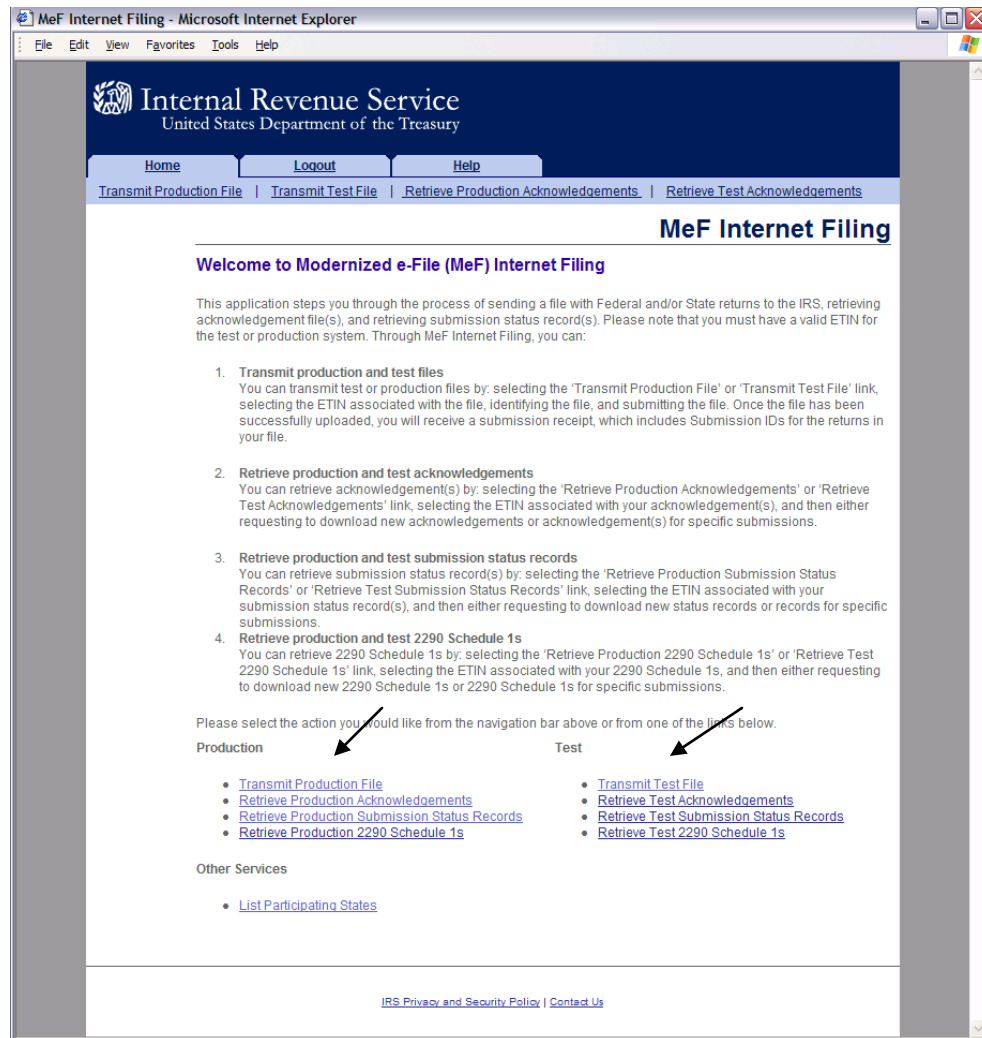 MeF Internet Filing - Microsoft Internet Explorer
File Edit View Favorites Tools Help
Internal Revenue Service
United States Department of the Treasury
Home Logout Help
Transmit Production File | Transmit Test File | Retrieve Production Acknowledgements | Retrieve Test Acknowledgements
MeF Internet Filing
Welcome to Modernized e-File (MeF) Internet Filing
This application steps you through the process of sending a file with Federal and/or State returns to the IRS, retrieving
acknowledgement file(s), and retrieving submission status record(s). Please note that you must have a valid ETIN for
the test or production system. Through MeF Internet Filing, you can:
1. Transmit production and test files
You can transmit test or production files by: selecting the 'Transmit Production File' or 'Transmit Test File' link,
selecting the ETIN associated with the file, identifying the file, and submitting the file. Once the file has been
successfully uploaded, you will receive a submission receipt, which includes Submission IDs for the returns in
your file.
2. Retrieve production and test acknowledgements
You can retrieve acknowledgement(s) by: selecting the 'Retrieve Production Acknowledgements' or 'Retrieve
Test Acknowledgements' link, selecting the ETIN associated with your acknowledgement(s), and then either
requesting to download new acknowledgements or acknowledgement(s) for specific submissions.
3. Retrieve production and test submission status records
You can retrieve submission status record(s) by: selecting the 'Retrieve Production Submission Status
Records' or 'Retrieve Test Submission Status Records' link, selecting the ETIN associated with your
submission status record(s), and then either requesting to download new status records or records for specific
submissions.
4. Retrieve production and test 2290 Schedule 1s
You can retrieve 2290 Schedule 1s by: selecting the 'Retrieve Production 2290 Schedule 1s' or 'Retrieve Test
2290 Schedule 1s' link, selecting the ETIN associated with your 2290 Schedule 1s, and then either requesting
to download new 2290 Schedule 1s or 2290 Schedule 1s for specific submissions.
Please select the action you would like from the navigation bar above or from one of the links below.
Production
• Transmit Production File
• Retrieve Production Acknowledgements
• Retrieve Production Submission Status Records
• Retrieve Production 2290 Schedule 1s
Test
• Transmit Test File
• Retrieve Test Acknowledgements
• Retrieve Test Submission Status Records
• Retrieve Test 2290 Schedule 1s
Other Services
• List Participating States
IRS Privacy and Security Policy | Contact Us